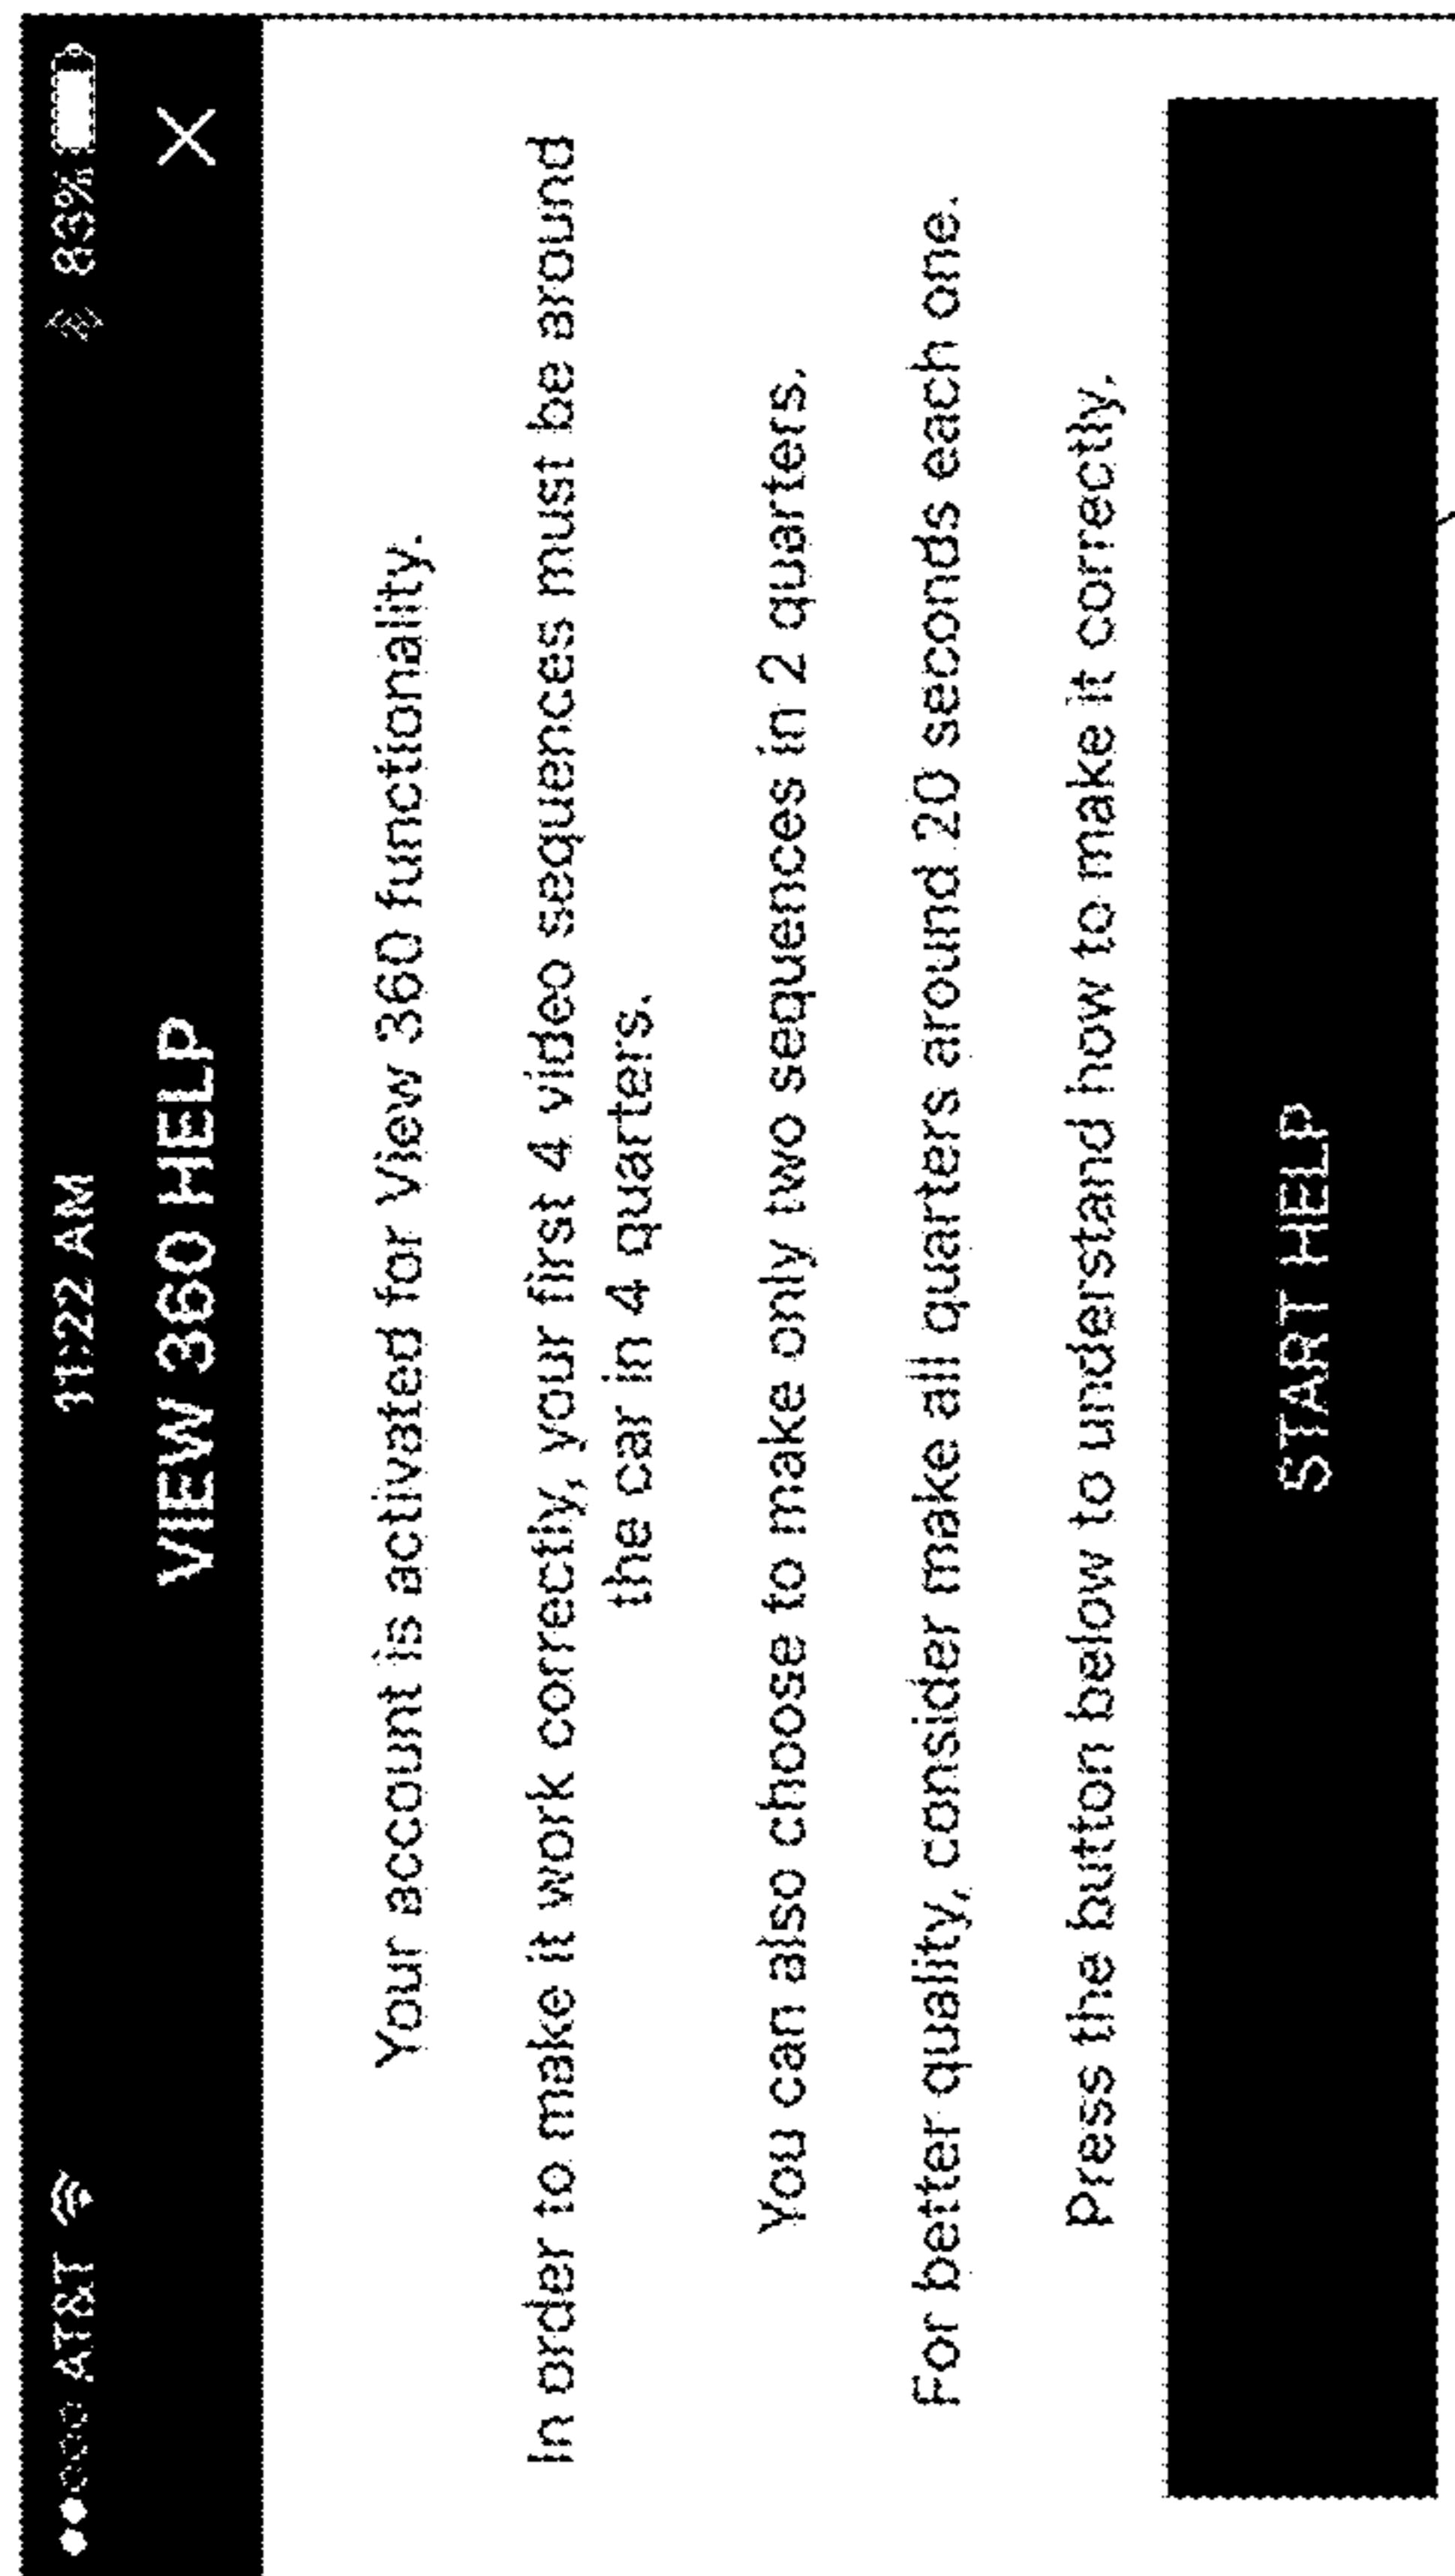 AT&T 11:22 AM 83%
VIEW 360 HELP X
Your account is activated for View 360 functionality.
In order to make it work correctly, your first 4 video sequences must be around
the car in 4 quarters.
You can also choose to make only two sequences in 2 quarters.
For better quality, consider make all quarters around 20 seconds each one.
Press the button below to understand how to make it correctly.
START HELP